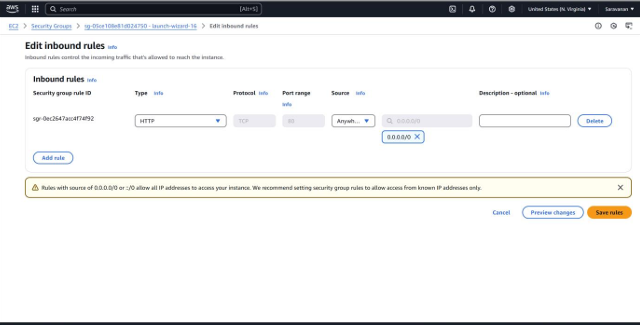 aws
Search
[Alt+S]
United States (N. Virginia)
Saravanan
EC2 > Security Groups > sg-05ce108e81d024750 - launch-wizard-16 > Edit inbound rules
Edit inbound rules Info
Inbound rules control the incoming traffic that's allowed to reach the instance.
Inbound rules Info
Security group rule ID
Type Info
Protocol Info
Port range Info
Source Info
Description - optional Info
sgr-0ec2647acc4f74f92
HTTP
TCP
80
Anywh...
0.0.0.0/0
Delete
0.0.0.0/0
Add rule
Rules with source of 0.0.0.0/0 or ::/0 allow all IP addresses to access your instance. We recommend setting security group rules to allow access from known IP addresses only.
Cancel
Preview changes
Save rules